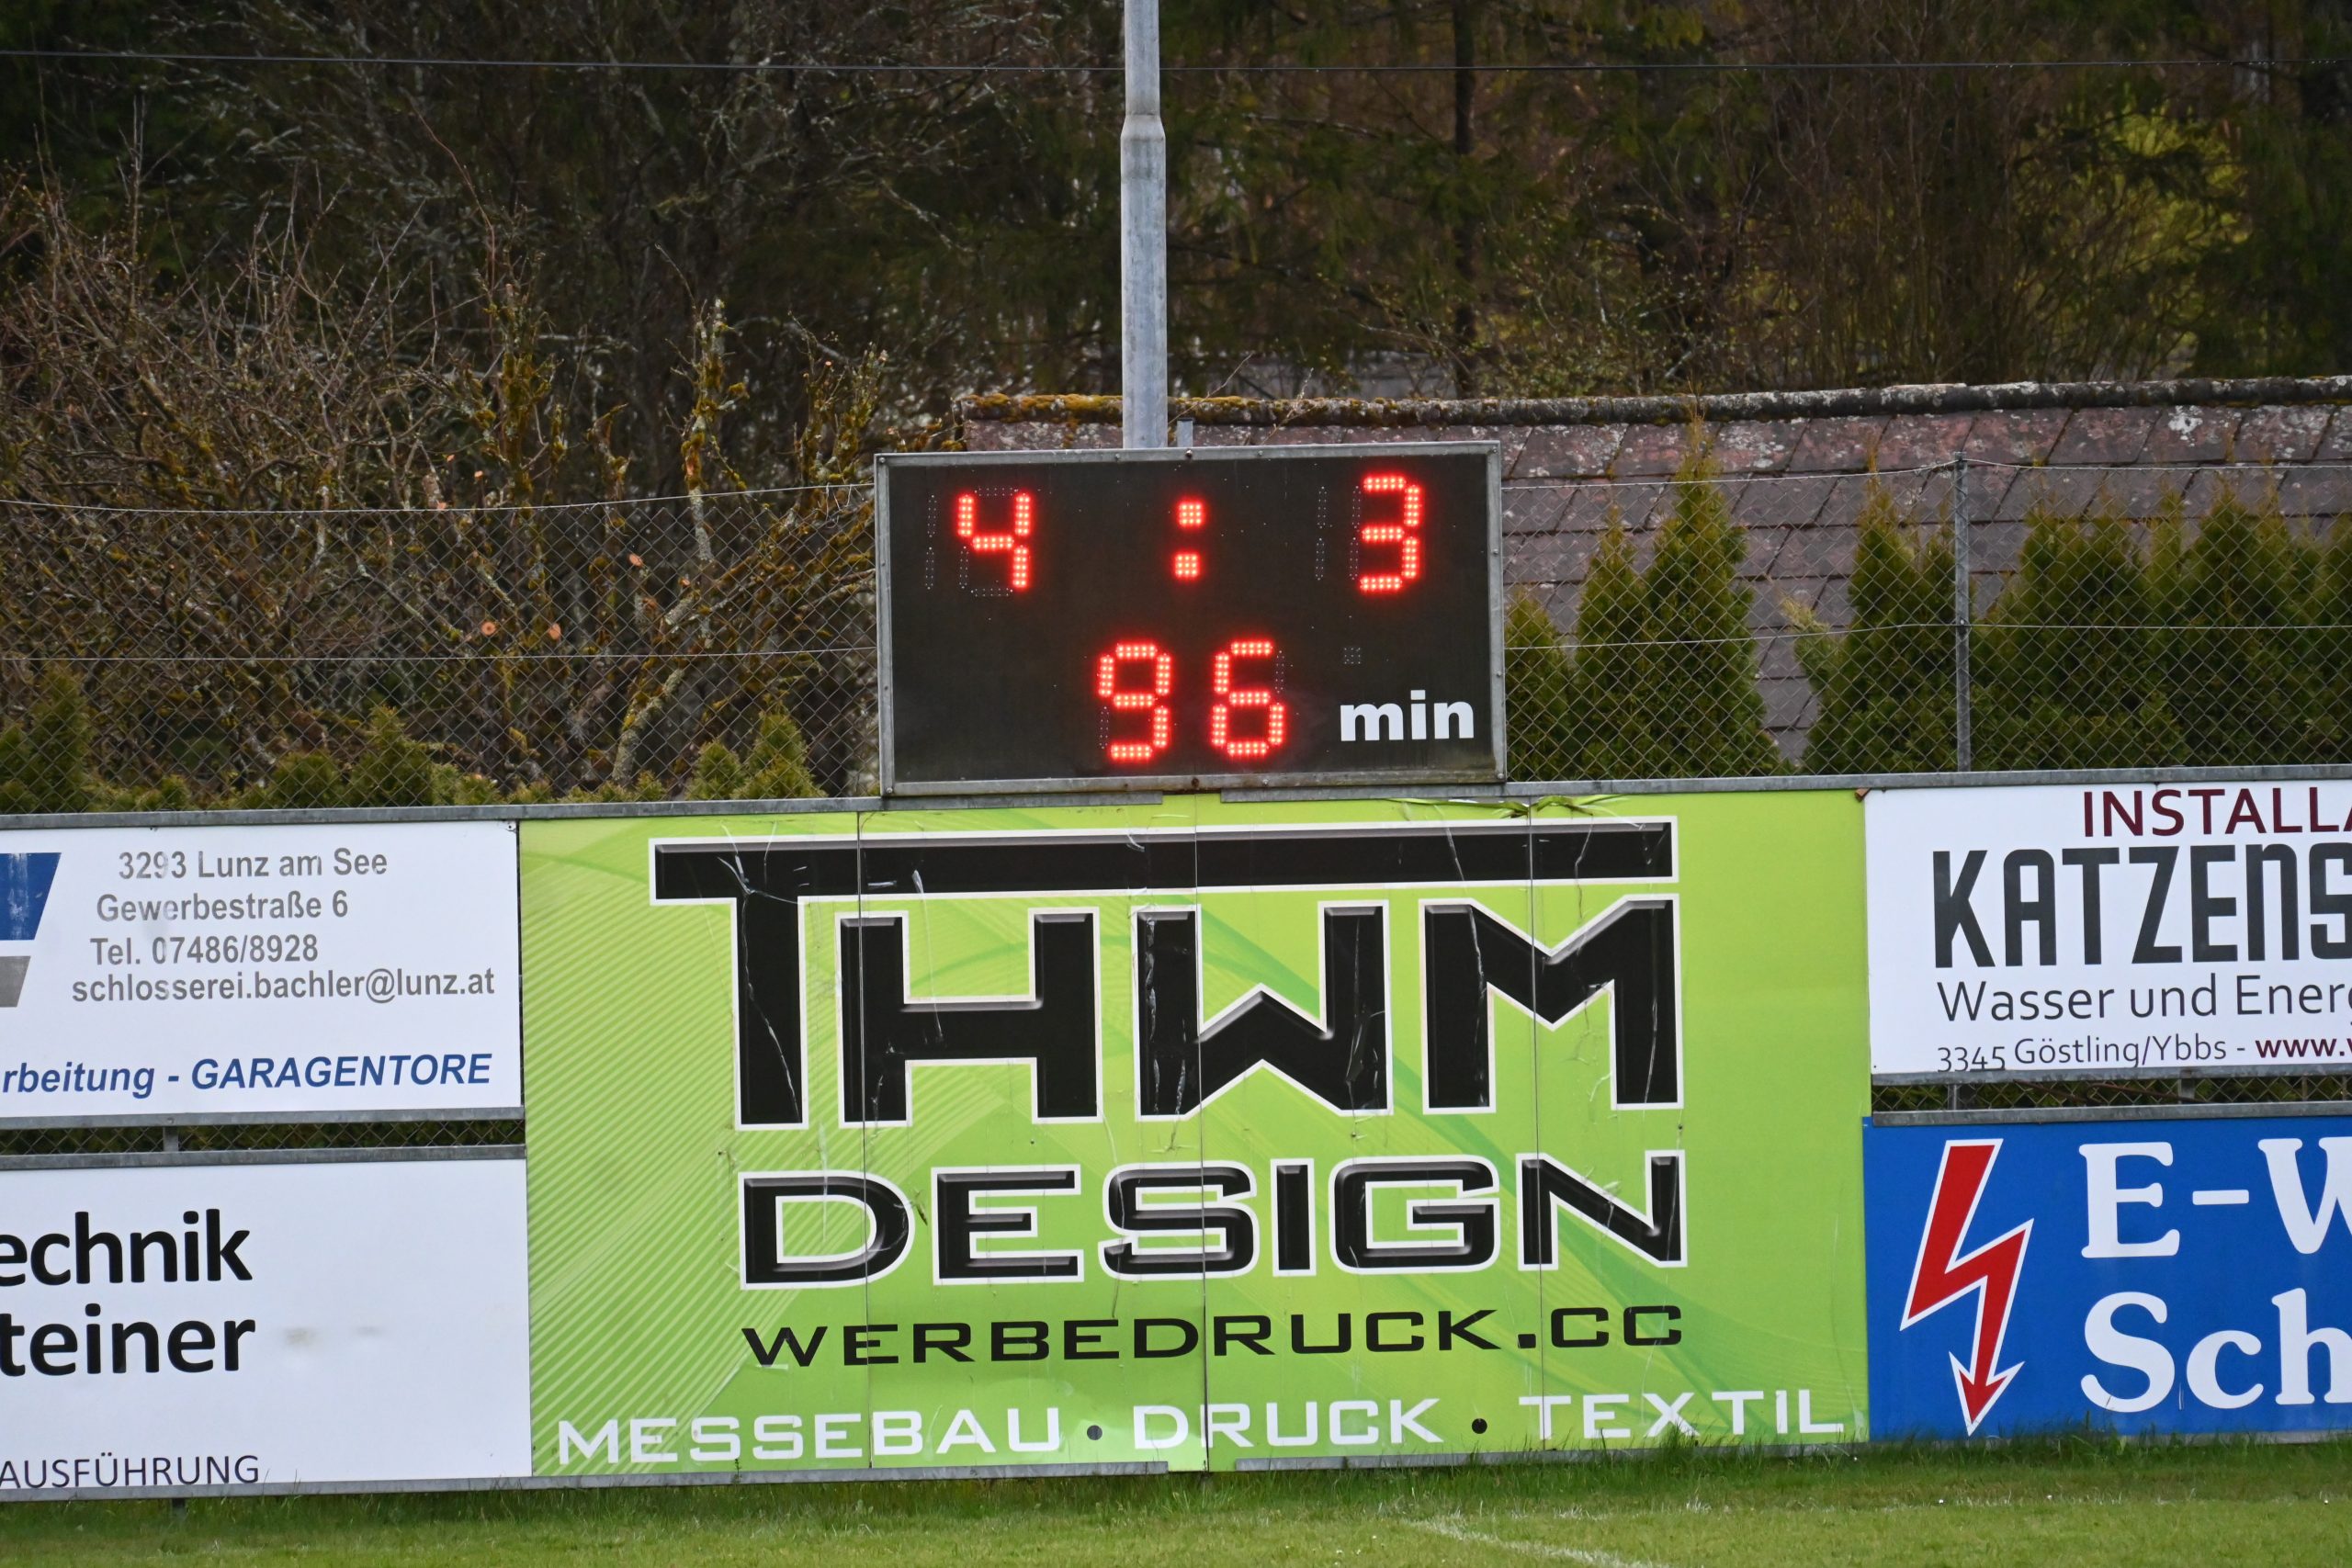 4 : 3
96 min
3293 Lunz am See
Gewerbestraße 6
Tel. 07486/8928
schlosserei.bachler@lunz.at
rbeitung - GARAGENTORE
echnik
teiner
AUSFÜHRUNG
THWM
DESIGN
WERBEDRUCK.CC
MESSEBAU • DRUCK • TEXTIL
INSTALLA
KATZENS
Wasser und Ener
3345 Göstling/Ybbs - www.
E-W
Sch